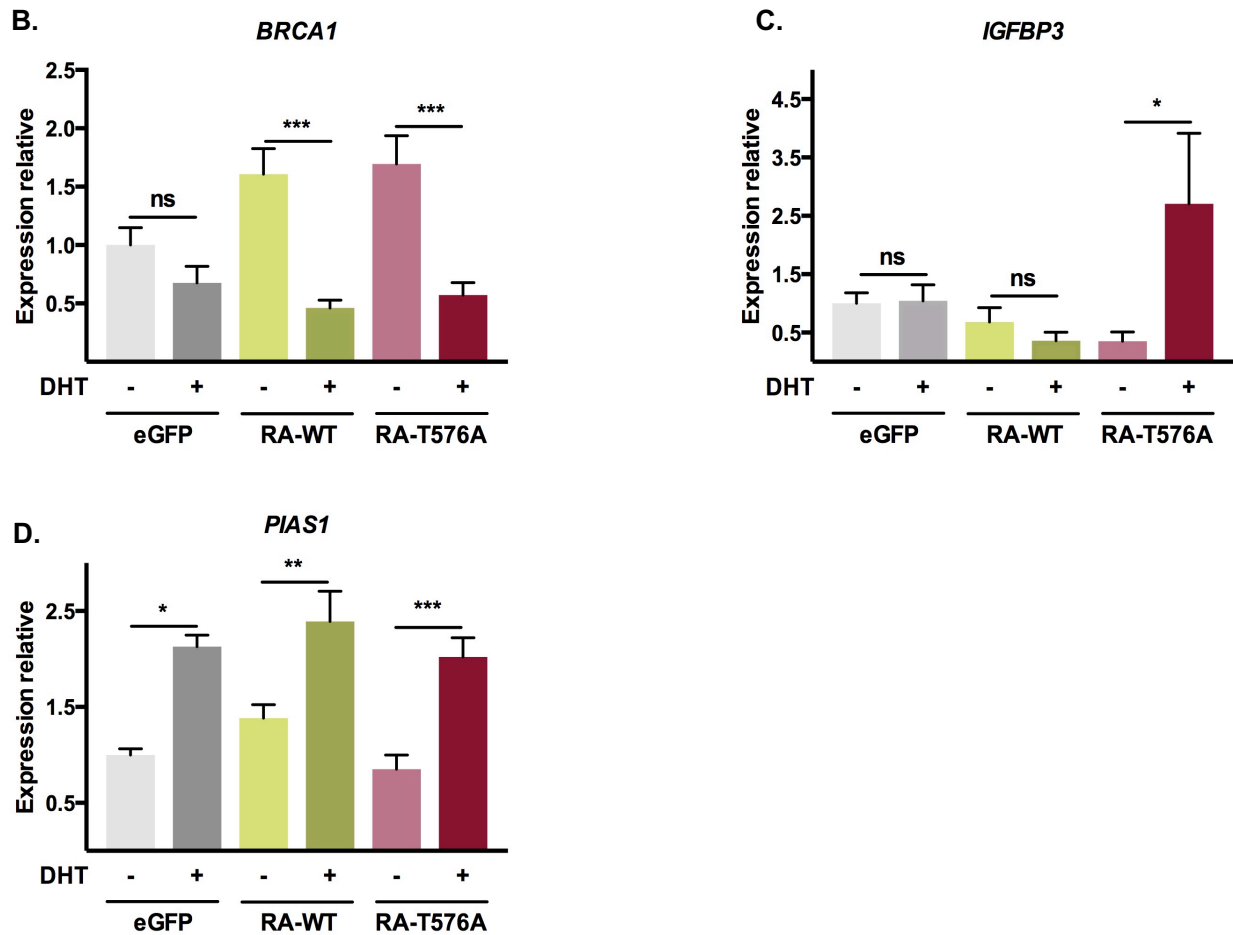 B.
BRCA1
Expression relative
2.5
2.0
1.5
1.0
0.5
ns
***
***
DHT - + - + - +
eGFP RA-WT RA-T576A
C.
IGFBP3
Expression relative
4.5
3.5
2.5
1.5
0.5
ns
ns
*
DHT - + - + - +
eGFP RA-WT RA-T576A
D.
PIAS1
Expression relative
2.5
1.5
0.5
*
**
***
DHT - + - + - +
eGFP RA-WT RA-T576A